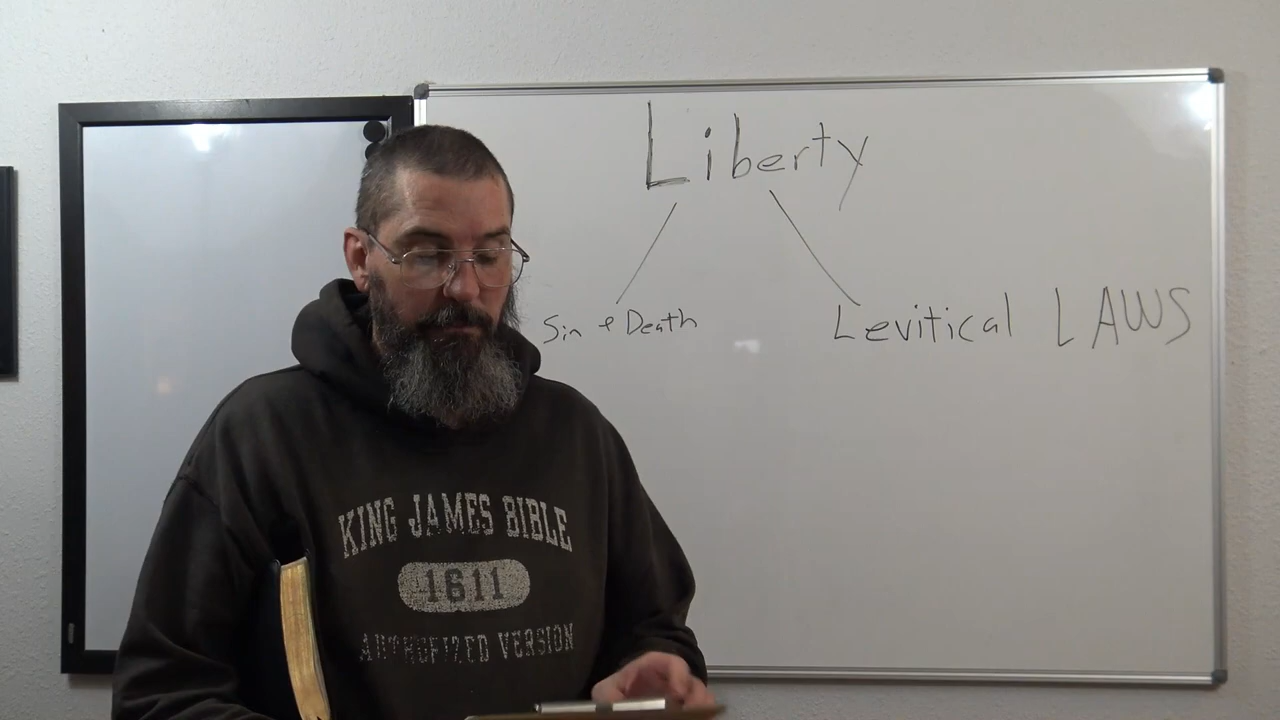 Liberty
Sin & Death
Levitical LAWS
KING JAMES BIBLE
1611
AUTHORIZED VERSION